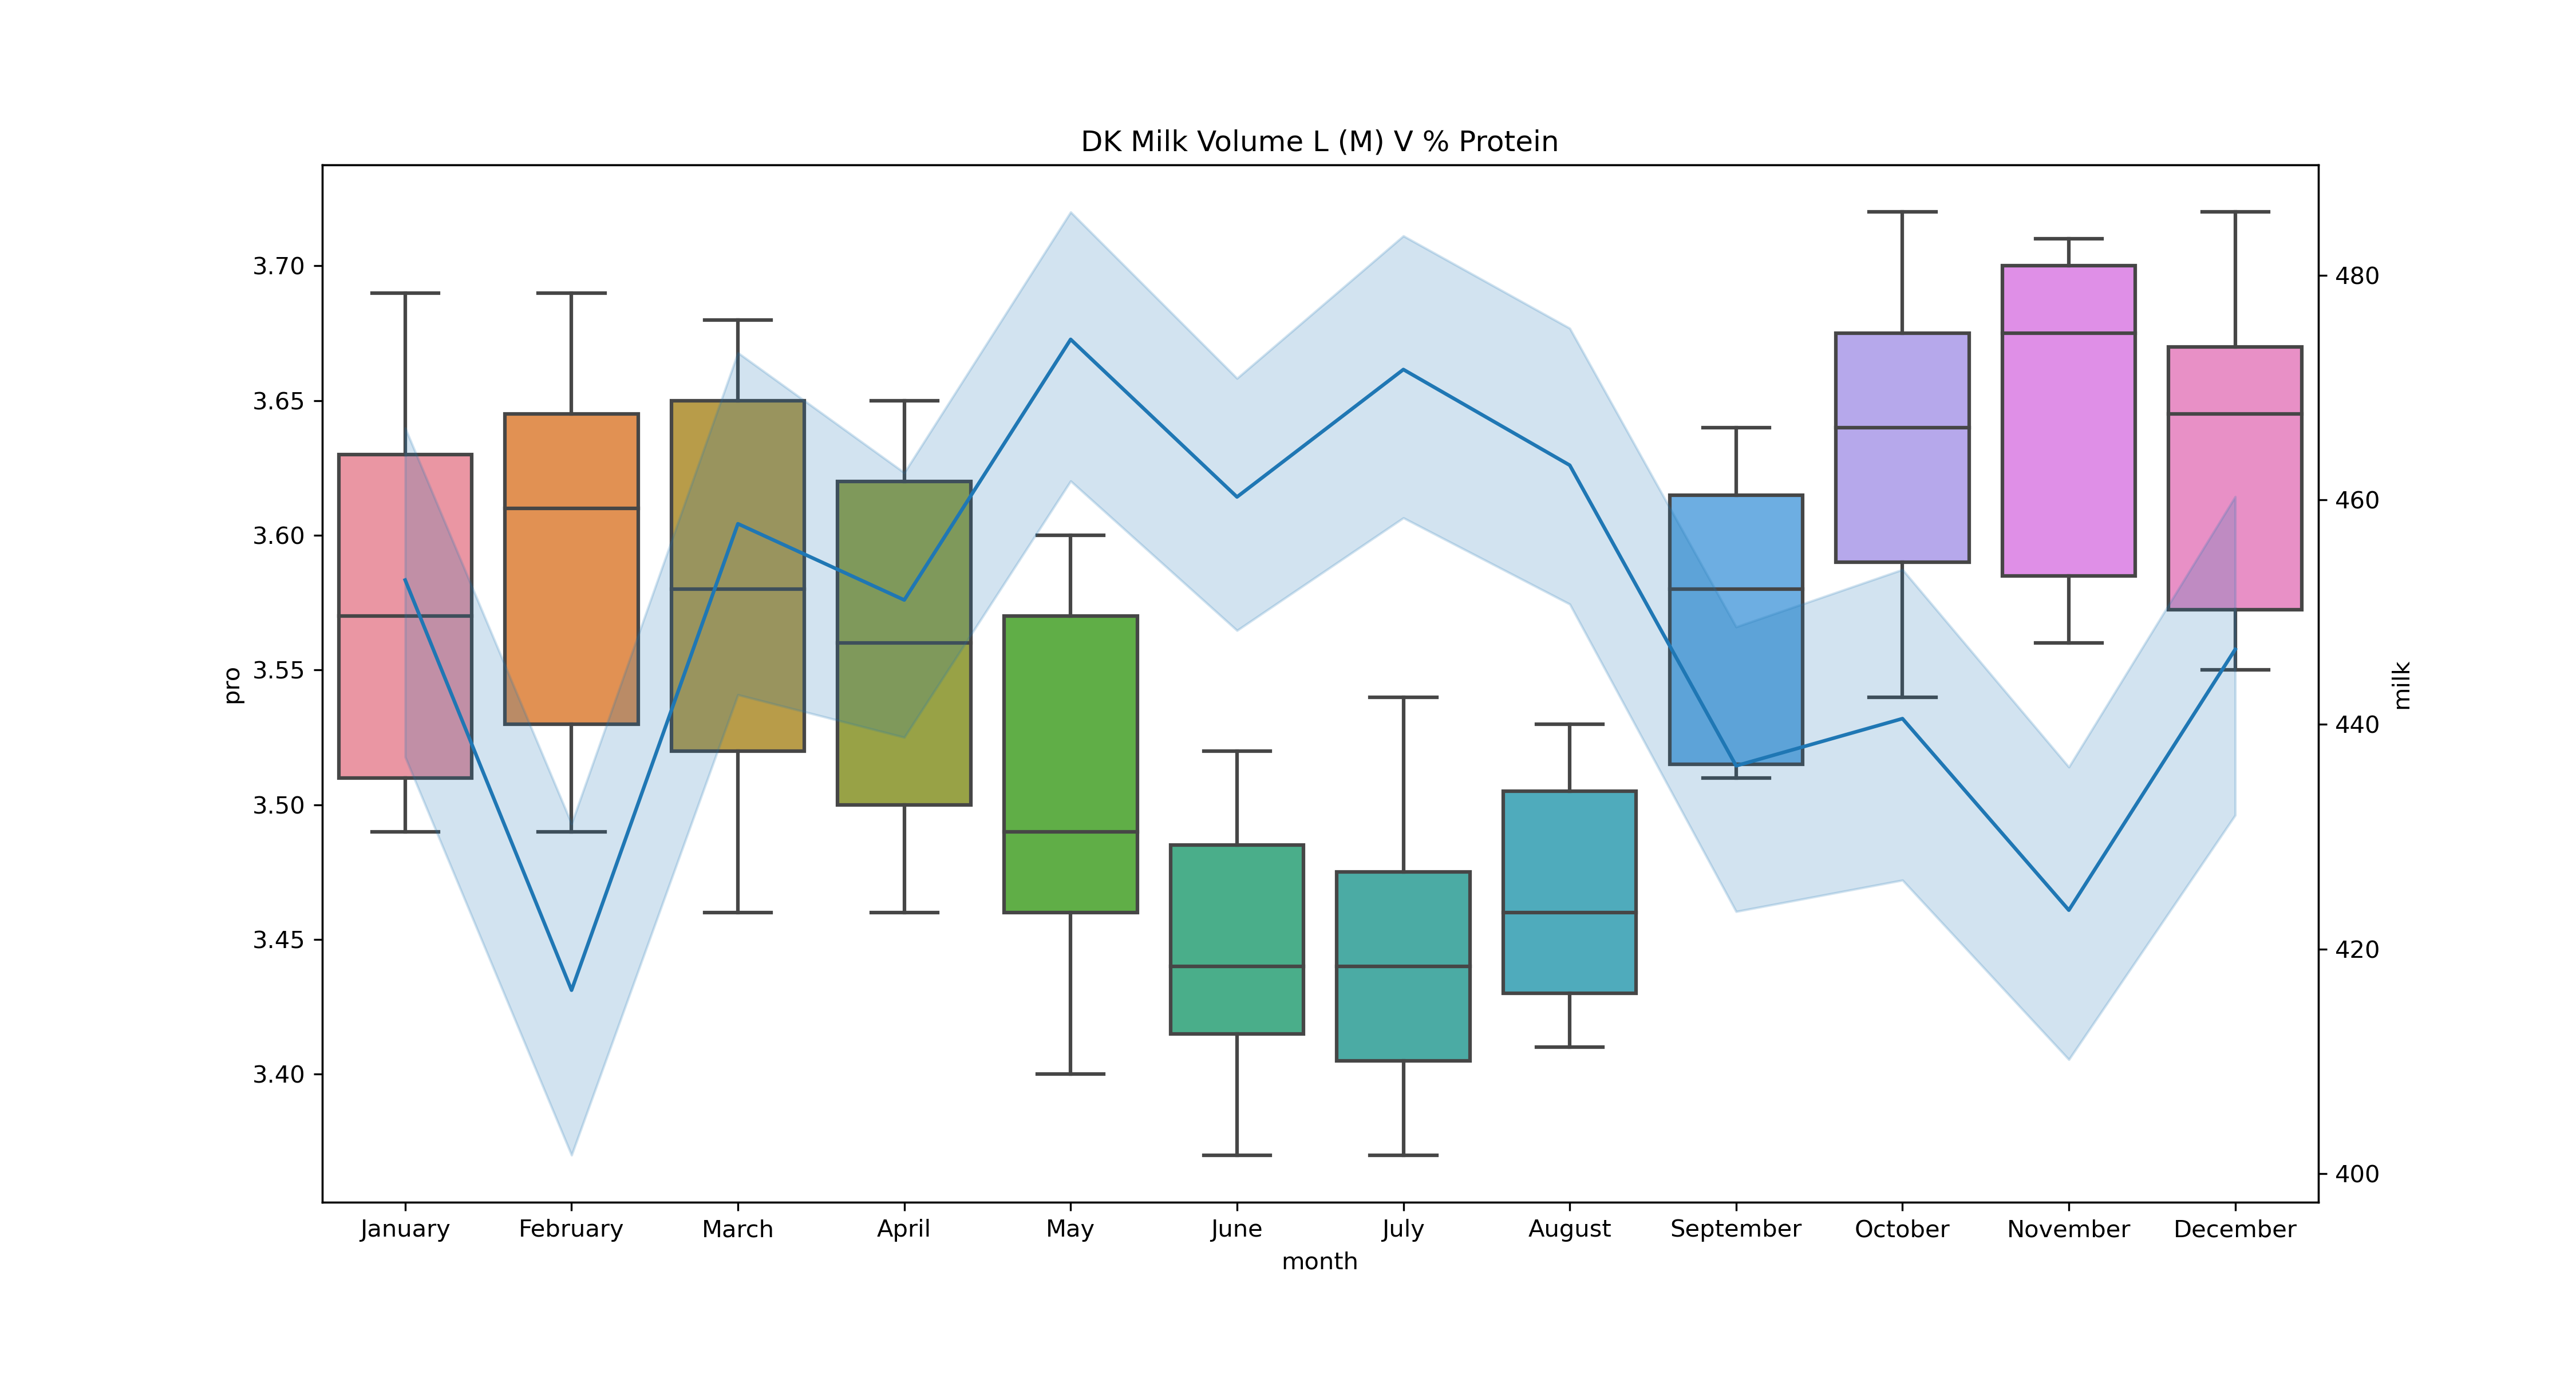 DK Milk Volume L (M) V % Protein
3.70
3.65
3.60
3.55
3.50
3.45
3.40
pro
480
460
440
420
400
milk
January February March April May June July August September October November December
month